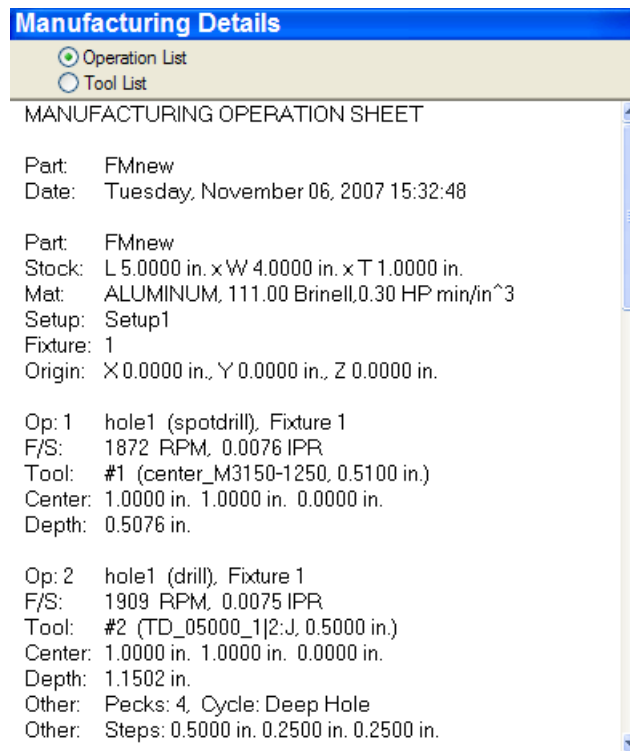 Manufacturing Details
Operation List
Tool List
MANUFACTURING OPERATION SHEET
Part: FMnew
Date: Tuesday, November 06, 2007 15:32:48
Part: FMnew
Stock: L 5.0000 in. x W 4.0000 in. x T 1.0000 in.
Mat: ALUMINUM, 111.00 Brinell,0.30 HP min/in^3
Setup: Setup1
Fixture: 1
Origin: X 0.0000 in., Y 0.0000 in., Z 0.0000 in.
Op: 1 hole1 (spotdrill), Fixture 1
F/S: 1872 RPM, 0.0076 IPR
Tool: #1 (center_M3150-1250, 0.5100 in.)
Center: 1.0000 in. 1.0000 in. 0.0000 in.
Depth: 0.5076 in.
Op: 2 hole1 (drill), Fixture 1
F/S: 1909 RPM, 0.0075 IPR
Tool: #2 (TD_05000_1|2:J, 0.5000 in.)
Center: 1.0000 in. 1.0000 in. 0.0000 in.
Depth: 1.1502 in.
Other: Pecks: 4, Cycle: Deep Hole
Other: Steps: 0.5000 in. 0.2500 in. 0.2500 in.